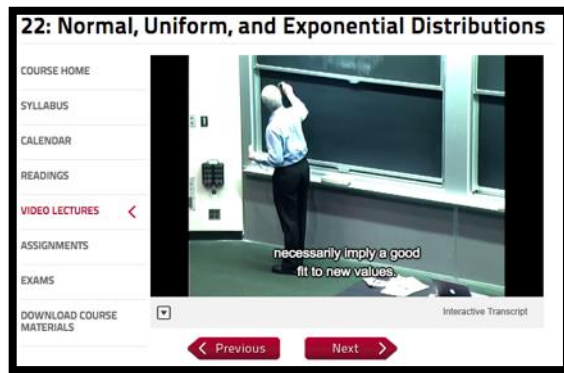 22: Normal, Uniform, and Exponential Distributions
COURSE HOME
SYLLABUS
CALENDAR
READINGS
VIDEO LECTURES
ASSIGNMENTS
EXAMS
DOWNLOAD COURSE
MATERIALS
necessarily imply a good
fit to new values.
Interactive Transcript
Previous
Next